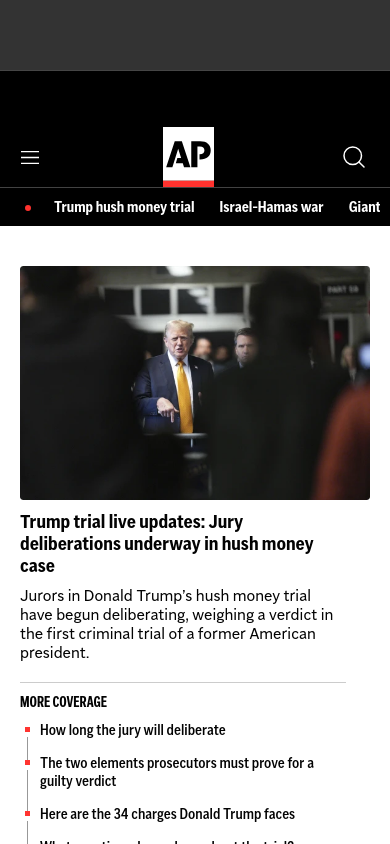 AP
Trump hush money trial Israel-Hamas war Giant
PART 59
Trump trial live updates: Jury
deliberations underway in hush money
case
Jurors in Donald Trump’s hush money trial
have begun deliberating, weighing a verdict in
the first criminal trial of a former American
president.
MORE COVERAGE
How long the jury will deliberate
The two elements prosecutors must prove for a
guilty verdict
Here are the 34 charges Donald Trump faces